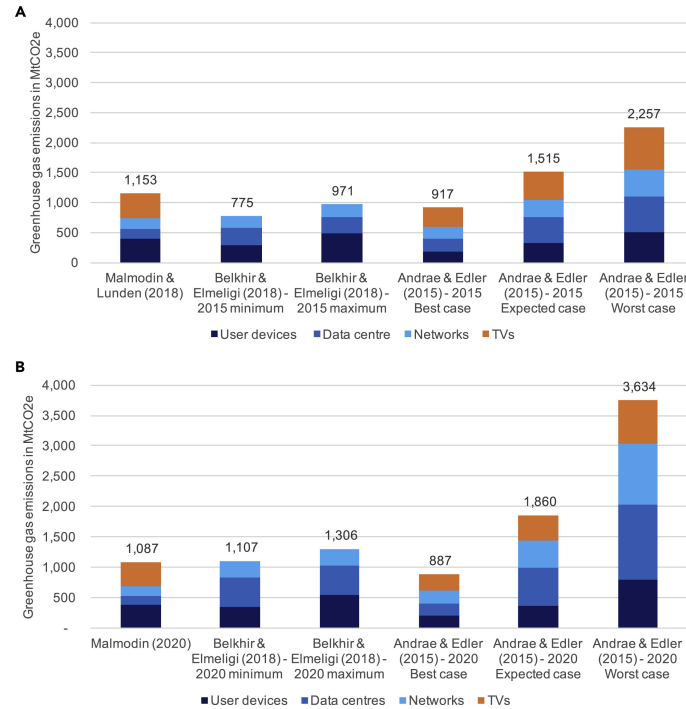 A
Greenhouse gas emissions in MtCO2e
4,000
3,500
3,000
2,500
2,000
1,500
1,000
500
0
1,153
775
971
917
1,515
2,257
Malmodin &
Lunden (2018)
Belkhir &
Elmeligi (2018) -
2015 minimum
Belkhir &
Elmeligi (2018) -
2015 maximum
Andrae & Edler
(2015) - 2015
Best case
Andrae & Edler
(2015) - 2015
Expected case
Andrae & Edler
(2015) - 2015
Worst case
User devices Data centre Networks TVs
B
Greenhouse gas emissions in MtCO2e
4,000
3,500
3,000
2,500
2,000
1,500
1,000
500
-
1,087
1,107
1,306
887
1,860
3,634
Malmodin (2020)
Belkhir &
Elmeligi (2018) -
2020 minimum
Belkhir &
Elmeligi (2018) -
2020 maximum
Andrae & Edler
(2015) - 2020
Best case
Andrae & Edler
(2015) - 2020
Expected case
Andrae & Edler
(2015) - 2020
Worst case
User devices Data centres Networks TVs